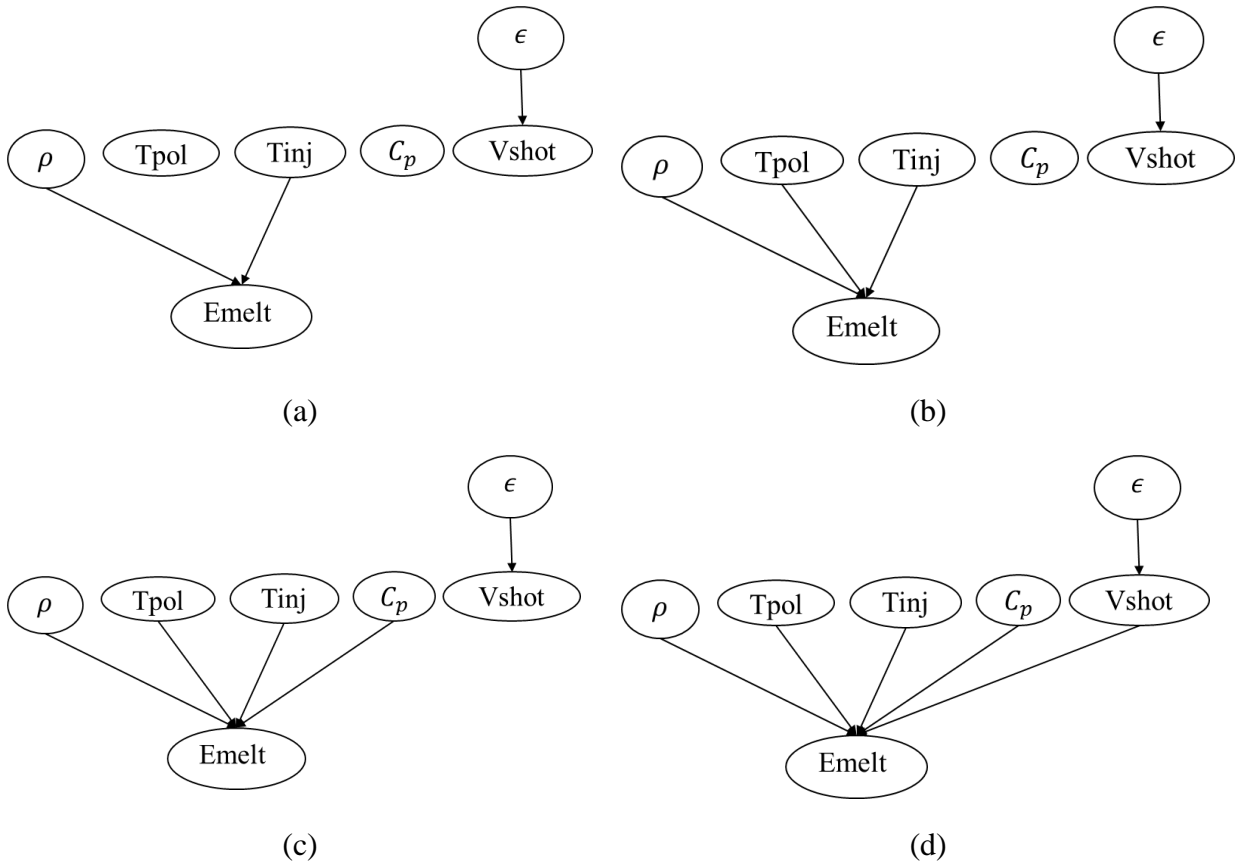 ϵ
ρ Tpol Tinj C_p Vshot
Emelt
(a)
ϵ
ρ Tpol Tinj C_p Vshot
Emelt
(b)
ϵ
ρ Tpol Tinj C_p Vshot
Emelt
(c)
ϵ
ρ Tpol Tinj C_p Vshot
Emelt
(d)